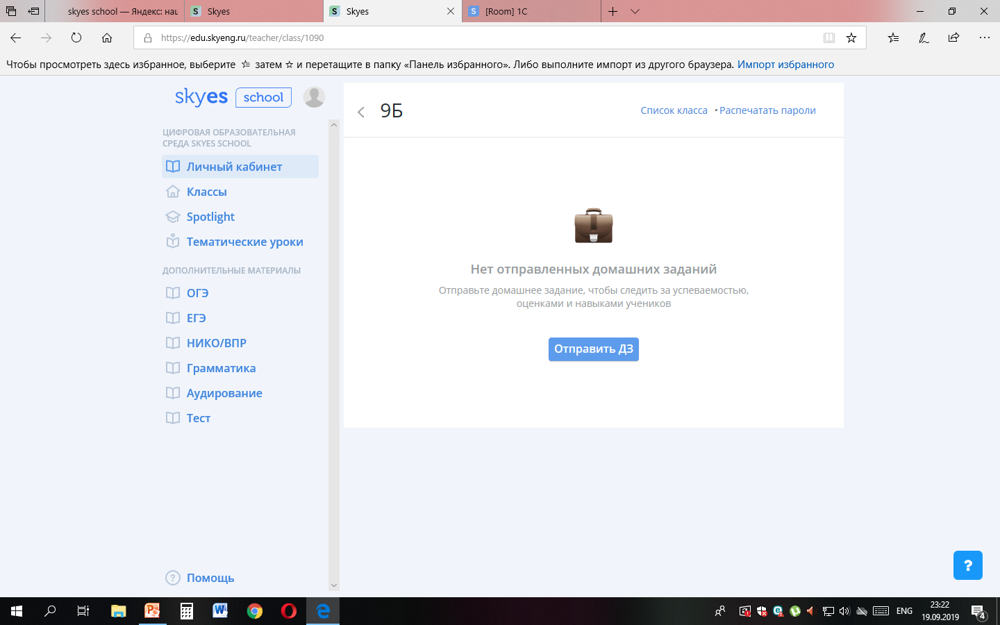 skyes school — Яндекс: наш
Skyes
Skyes
[Room] 1C
https://edu.skyeng.ru/teacher/class/1090
Чтобы просмотреть здесь избранное, выберите затем и перетащите в папку «Панель избранного». Либо выполните импорт из другого браузера. Импорт избранного
skyes school
9Б
Список класса • Распечатать пароли
ЦИФРОВАЯ ОБРАЗОВАТЕЛЬНАЯ
СРЕДА SKYES SCHOOL
Личный кабинет
Классы
Spotlight
Тематические уроки
ДОПОЛНИТЕЛЬНЫЕ МАТЕРИАЛЫ
ОГЭ
ЕГЭ
НИКО/ВПР
Грамматика
Аудирование
Тест
Помощь
Нет отправленных домашних заданий
Отправьте домашнее задание, чтобы следить за успеваемостью,
оценками и навыками учеников
Отправить ДЗ
?
ENG
23:22
19.09.2019
4